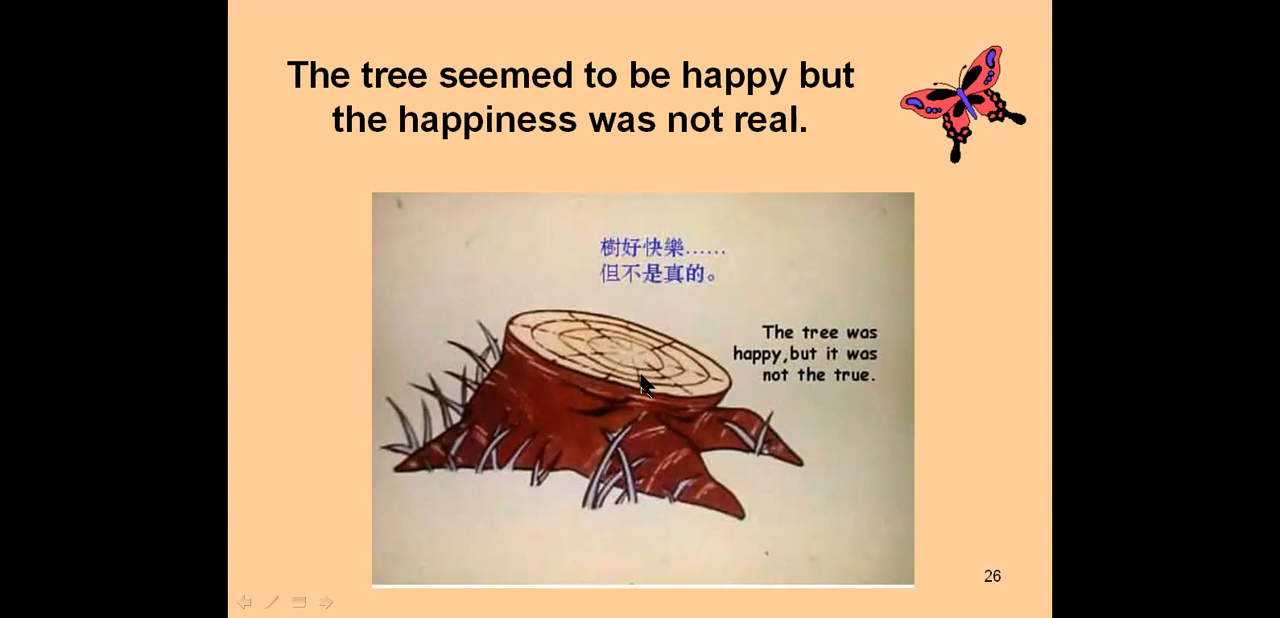 The tree seemed to be happy but
the happiness was not real.
樹好快樂……
但不是真的。
The tree was
happy,but it was
not the true.
26